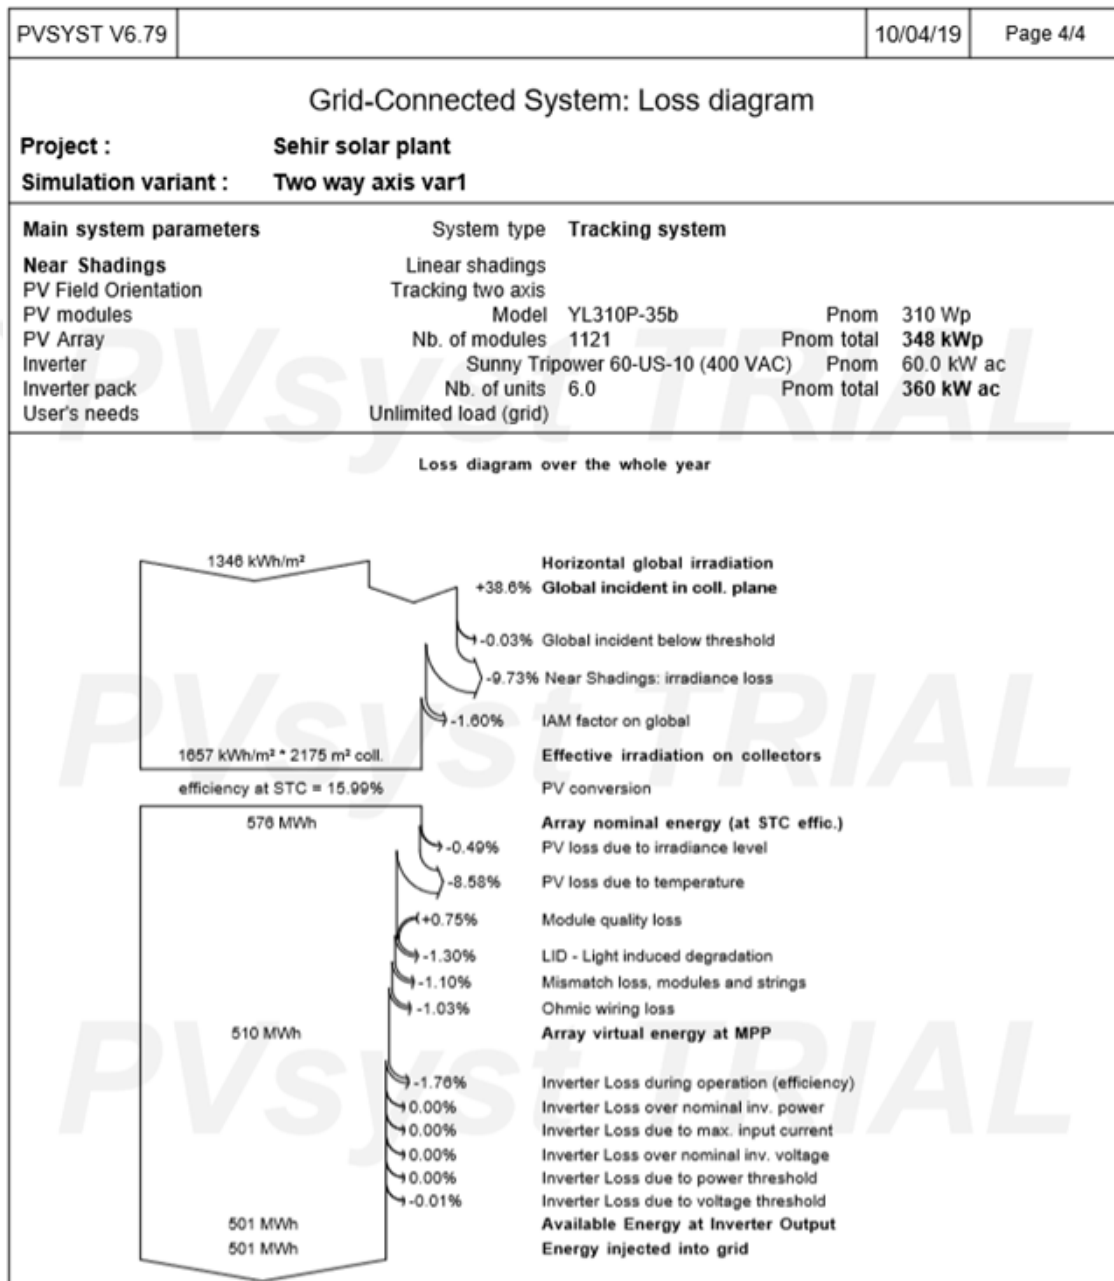 PVSYST V6.79 10/04/19 Page 4/4
Grid-Connected System: Loss diagram
Project : Sehir solar plant
Simulation variant : Two way axis var1
Main system parameters System type Tracking system
Near Shadings Linear shadings
PV Field Orientation Tracking two axis
PV modules Model YL310P-35b Pnom 310 Wp
PV Array Nb. of modules 1121 Pnom total 348 kWp
Inverter Sunny Tripower 60-US-10 (400 VAC) Pnom 60.0 kW ac
Inverter pack Nb. of units 6.0 Pnom total 360 kW ac
User's needs Unlimited load (grid)
PVsyst TRIAL
Loss diagram over the whole year
1346 kWh/m² Horizontal global irradiation
+38.6% Global incident in coll. plane
-0.03% Global incident below threshold
-9.73% Near Shadings: irradiance loss
-1.60% IAM factor on global
PVsyst TRIAL
1657 kWh/m² * 2175 m² coll. Effective irradiation on collectors
efficiency at STC = 15.99% PV conversion
576 MWh Array nominal energy (at STC effic.)
-0.49% PV loss due to irradiance level
-8.58% PV loss due to temperature
+0.75% Module quality loss
-1.30% LID - Light induced degradation
-1.10% Mismatch loss, modules and strings
-1.03% Ohmic wiring loss
510 MWh Array virtual energy at MPP
PVsyst TRIAL
-1.76% Inverter Loss during operation (efficiency)
0.00% Inverter Loss over nominal inv. power
0.00% Inverter Loss due to max. input current
0.00% Inverter Loss over nominal inv. voltage
0.00% Inverter Loss due to power threshold
-0.01% Inverter Loss due to voltage threshold
501 MWh Available Energy at Inverter Output
501 MWh Energy injected into grid